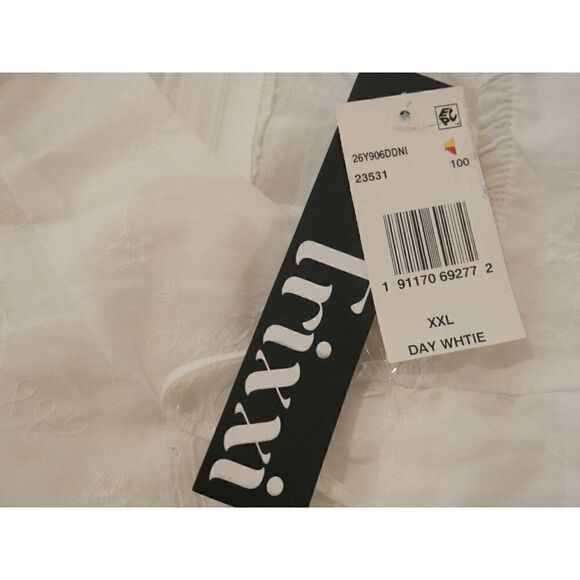 Trixxi
26Y906DDNI
23531
100
1 91170 69277 2
XXL
DAY WHTIE